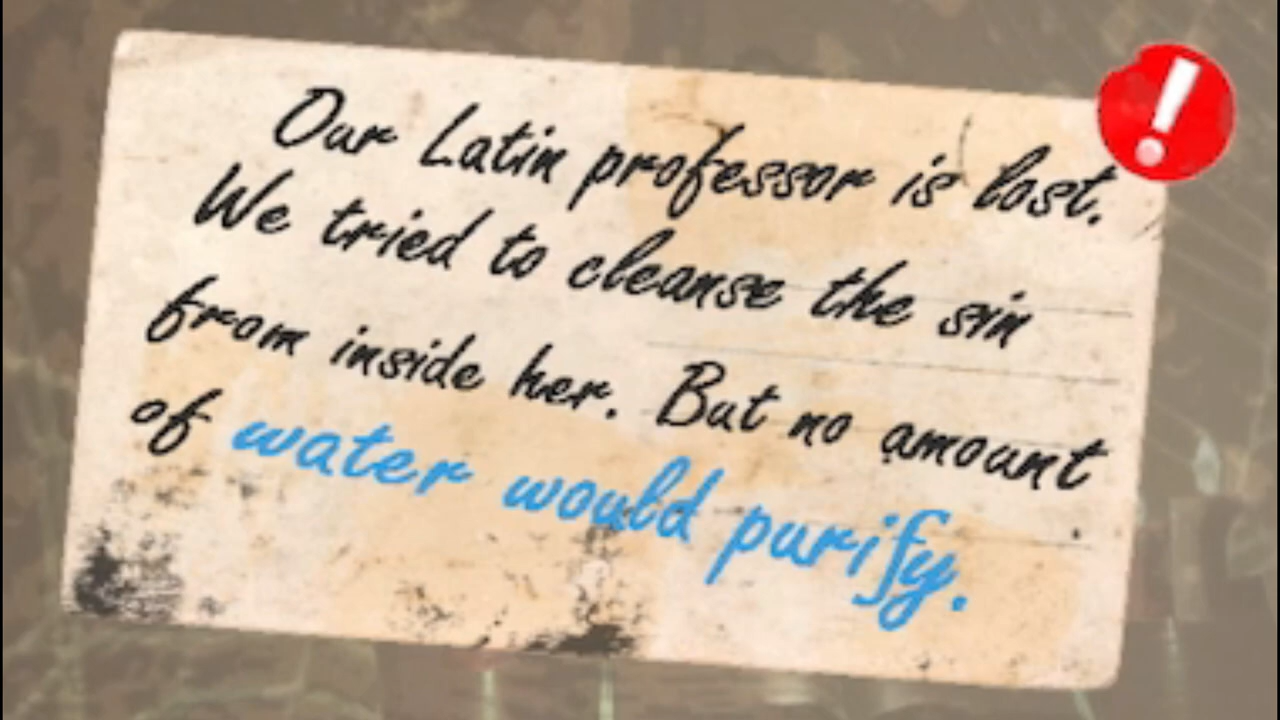 Our Latin professor is lost.
We tried to cleanse the sin
from inside her. But no amount
of water would purify.
!